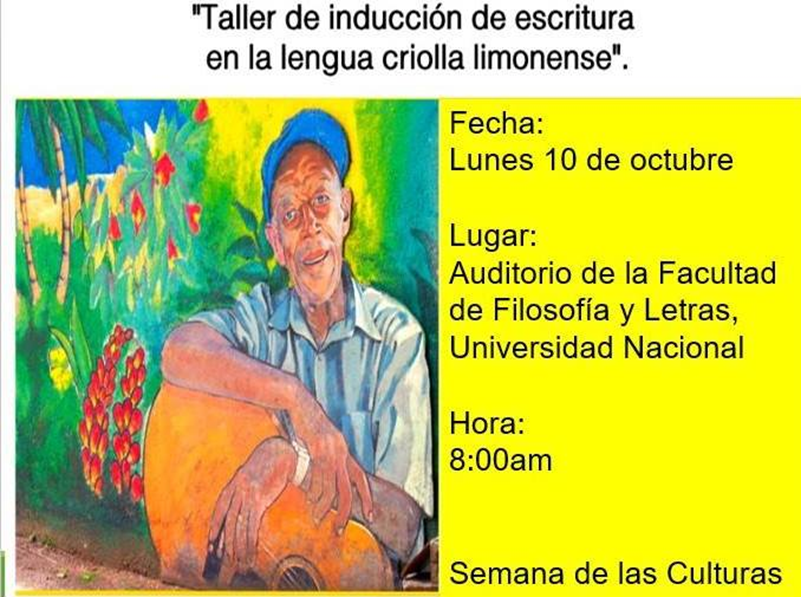 "Taller de inducción de escritura
en la lengua criolla limonense".
Fecha:
Lunes 10 de octubre
Lugar:
Auditorio de la Facultad
de Filosofía y Letras,
Universidad Nacional
Hora:
8:00am
Semana de las Culturas